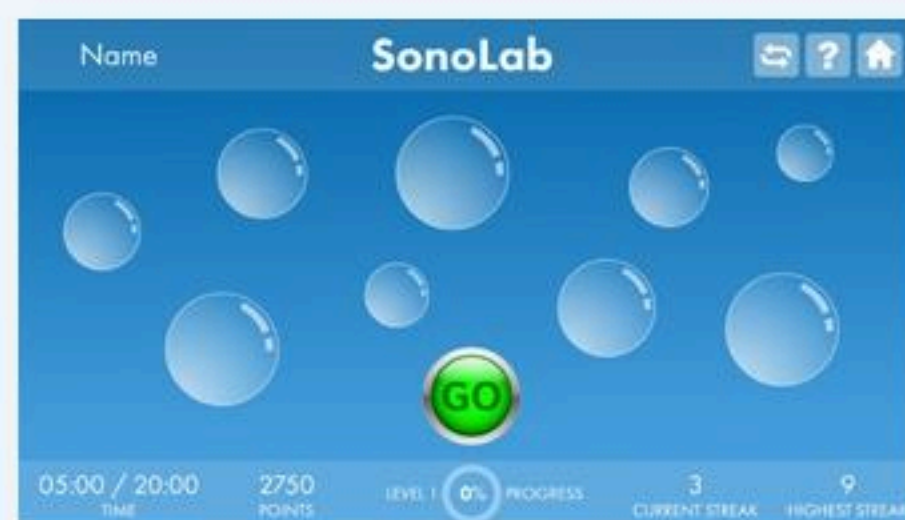 Name
SonoLab
?
GO
05:00 / 20:00
TIME
2750
POINTS
LEVEL 1
0%
PROGRESS
3
CURRENT STREAK
9
HIGHEST STREAK